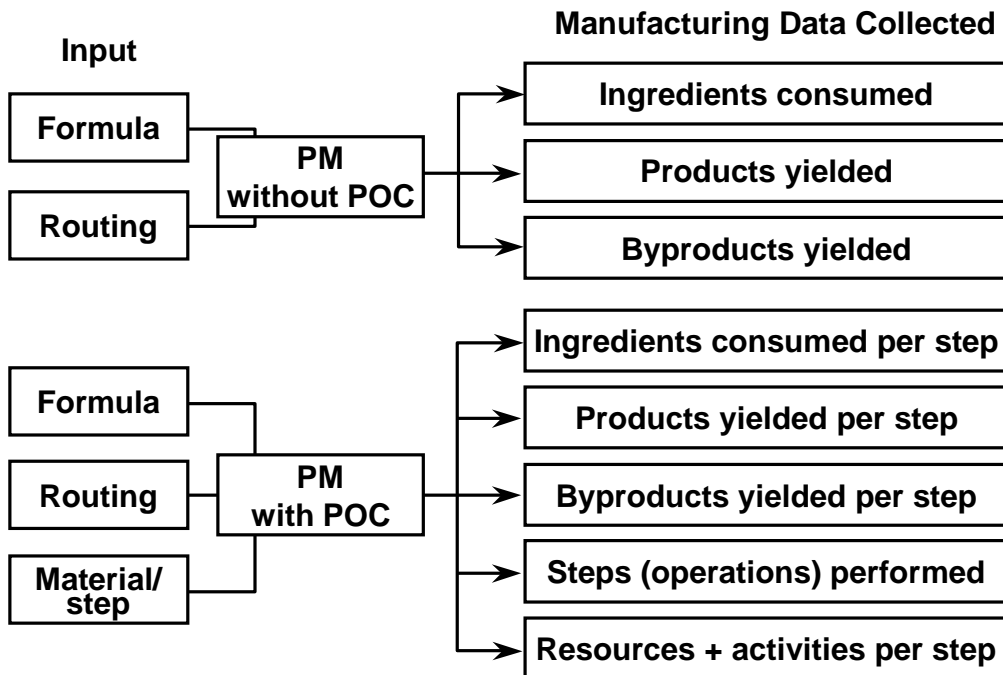 Manufacturing Data Collected
Input
Formula
Routing
PM
without POC
Ingredients consumed
Products yielded
Byproducts yielded
Formula
Routing
Material/
step
PM
with POC
Ingredients consumed per step
Products yielded per step
Byproducts yielded per step
Steps (operations) performed
Resources + activities per step